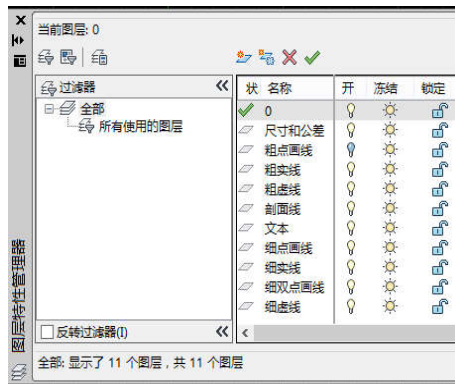 当前图层: 0
过滤器
全部
所有使用的图层
状 名称 开 冻结 锁定
0
尺寸和公差
粗点画线
粗实线
粗虚线
剖面线
文本
细点画线
细实线
细双点画线
细虚线
反转过滤器(I)
全部: 显示了 11 个图层，共 11 个图层
图层特性管理器